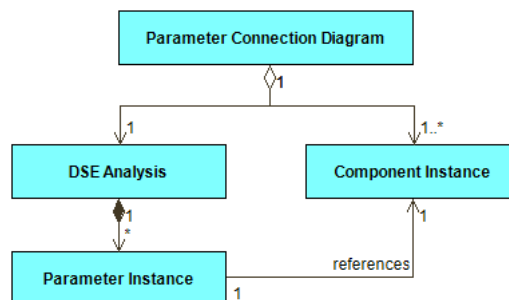 Parameter Connection Diagram
1
1
1..*
DSE Analysis
Component Instance
1
1
*
references
Parameter Instance
1